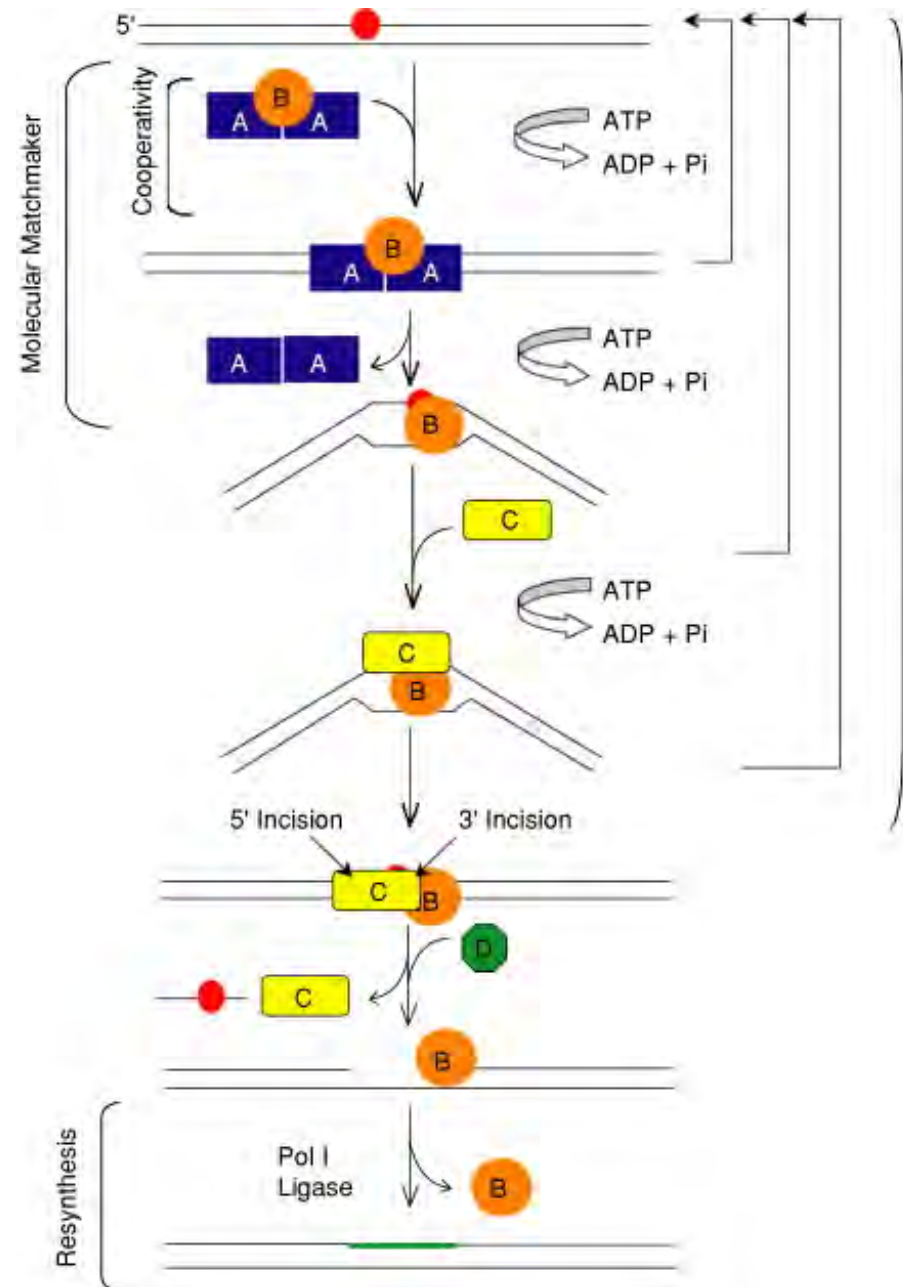 5'
Molecular Matchmaker
Cooperativity
B
A A
ATP
ADP + Pi
B
A A
A A
ATP
ADP + Pi
B
C
ATP
ADP + Pi
C
B
5' Incision
3' Incision
C
B
D
C
B
Resynthesis
Pol I
Ligase
B